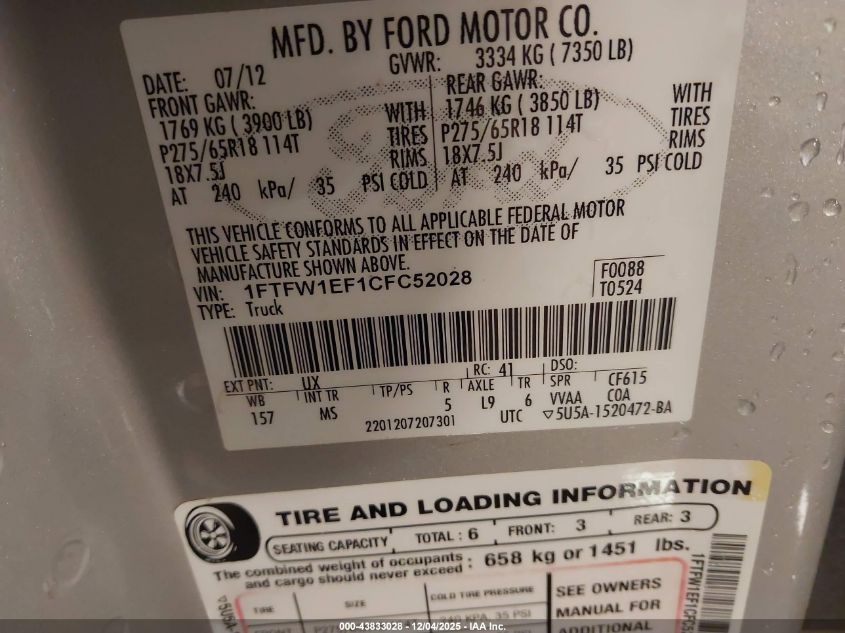 MFD. BY FORD MOTOR CO.
DATE: 07/12 GVWR: 3334 KG ( 7350 LB)
FRONT GAWR: REAR GAWR:
1769 KG ( 3900 LB) WITH 1746 KG ( 3850 LB) WITH
P275/65R18 114T TIRES P275/65R18 114T TIRES
18X7.5J RIMS 18X7.5J RIMS
AT 240 kPa/ 35 PSI COLD AT 240 kPa/ 35 PSI COLD
THIS VEHICLE CONFORMS TO ALL APPLICABLE FEDERAL MOTOR
VEHICLE SAFETY STANDARDS IN EFFECT ON THE DATE OF
MANUFACTURE SHOWN ABOVE.
VIN: 1FTFW1EF1CFC52028 F0088
TYPE: Truck T0524
EXT PNT: UX RC: 41 DSO:
WB INT TR TP/PS R AXLE TR SPR CF615
157 MS 5 L9 6 VVAA COA
2201207207301 UTC ▽5U5A-1520472-BA
TIRE AND LOADING INFORMATION
SEATING CAPACITY TOTAL : 6 FRONT: 3 REAR: 3
The combined weight of occupants and cargo should never exceed : 658 kg or 1451 lbs.
TIRE SIZE COLD TIRE PRESSURE SEE OWNERS
240 KPA, 35 PSI MANUAL FOR
ADDITIONAL
▽5U5A-
1FTFW1EF1CFC5
000-43833028 - 12/04/2025 - IAA Inc.